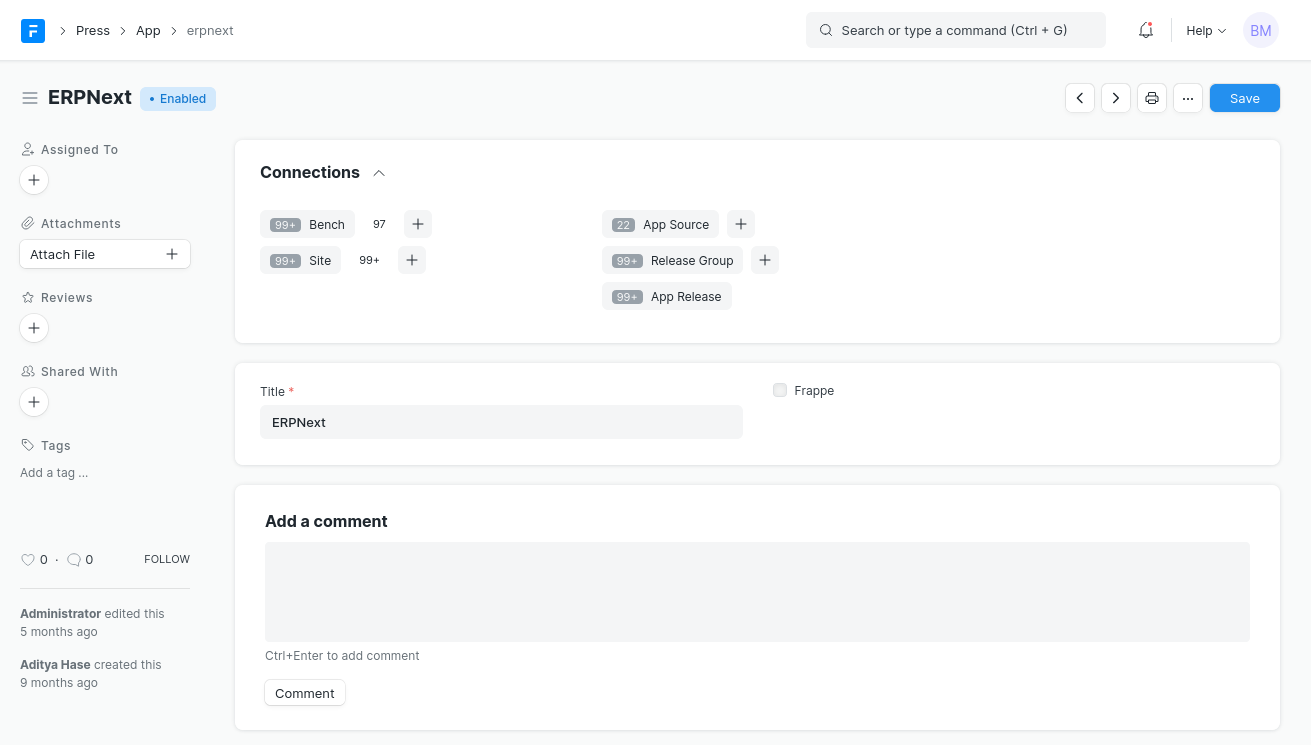 Press App erpnext
Search or type a command (Ctrl + G)
Help BM
ERPNext • Enabled
... Save
Assigned To
Attachments
Attach File
Reviews
Shared With
Tags
Add a tag ...
0 · 0 FOLLOW
Administrator edited this
5 months ago
Aditya Hase created this
9 months ago
Connections
99+ Bench 97 +
99+ Site 99+ +
22 App Source +
99+ Release Group +
99+ App Release
Title *
ERPNext
Frappe
Add a comment
Ctrl+Enter to add comment
Comment